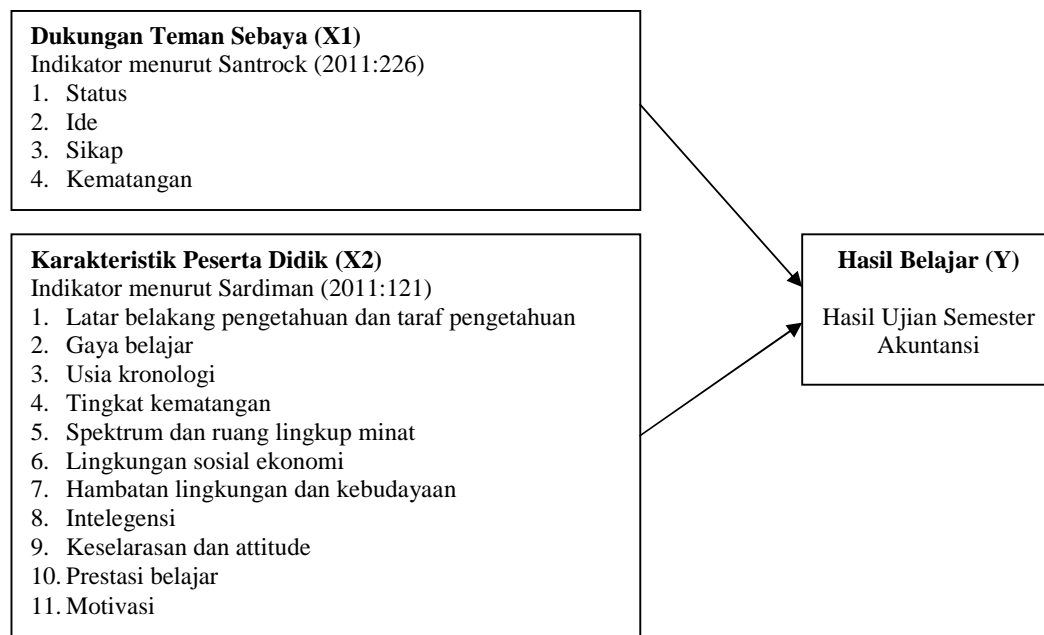 Dukungan Teman Sebaya (X1)
Indikator menurut Santrock (2011:226)
1. Status
2. Ide
3. Sikap
4. Kematangan
Karakteristik Peserta Didik (X2)
Indikator menurut Sardiman (2011:121)
1. Latar belakang pengetahuan dan taraf pengetahuan
2. Gaya belajar
3. Usia kronologi
4. Tingkat kematangan
5. Spektrum dan ruang lingkup minat
6. Lingkungan sosial ekonomi
7. Hambatan lingkungan dan kebudayaan
8. Intelegensi
9. Keselarasan dan attitude
10. Prestasi belajar
11. Motivasi
Hasil Belajar (Y)
Hasil Ujian Semester
Akuntansi